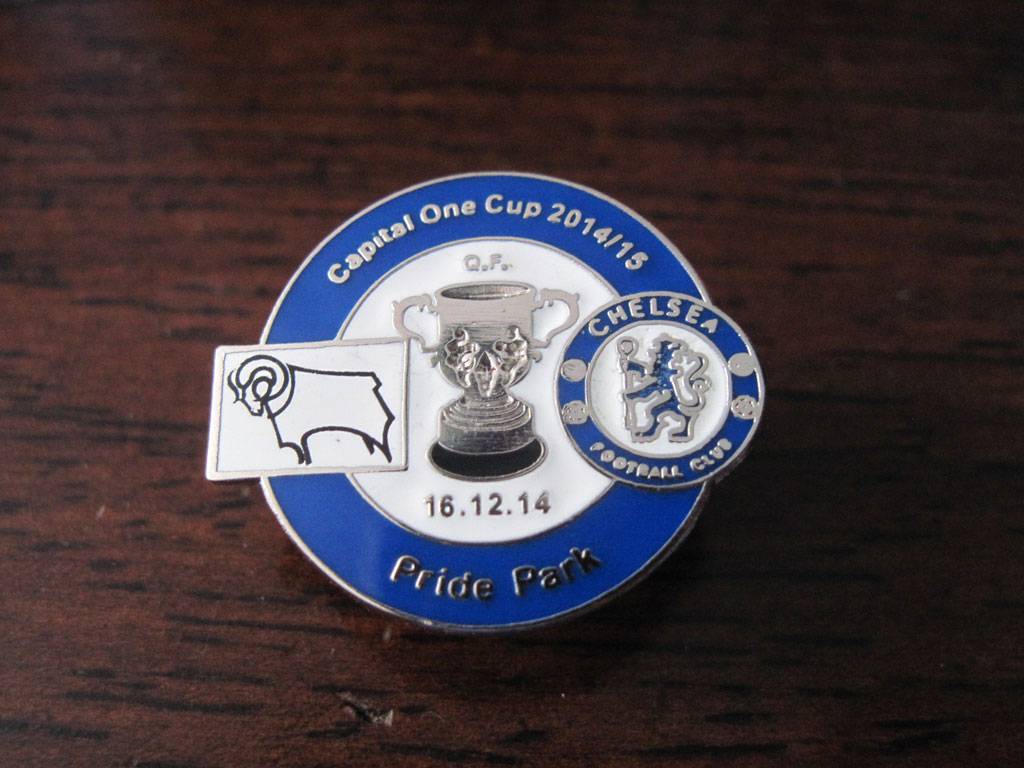 Capital One Cup 2014/15
Q.F.
CHELSEA
FOOTBALL CLUB
16.12.14
Pride Park